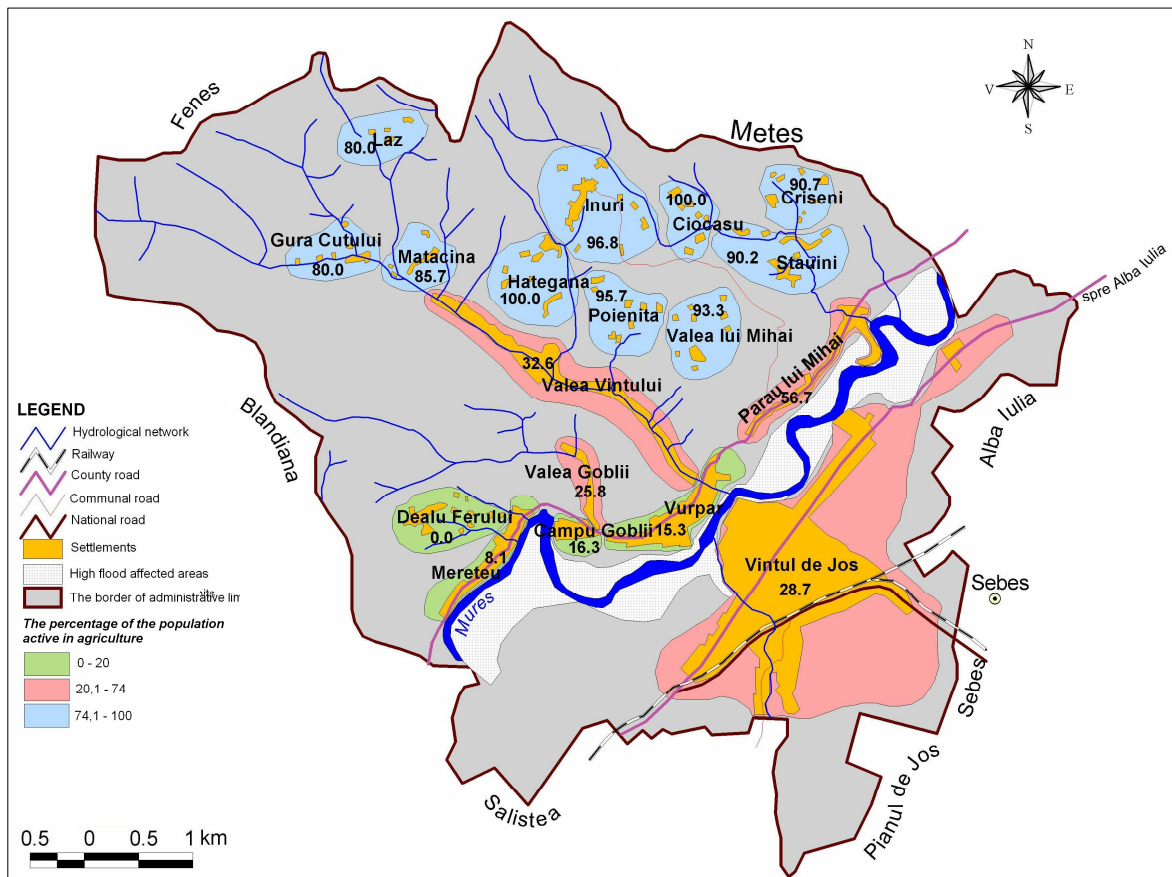 N
V
E
S
Fenes
Metes
Laz
80.0
Inuri
96.8
100.0
Ciocasu
90.7
Criseni
Gura Cutului
80.0
Matacina
85.7
Hategana
100.0
90.2
Stauini
95.7
Poienita
93.3
Valea lui Mihai
spre Alba Iulia
32.6
Valea Vintului
Parau lui Mihai
56.7
Blandiana
Alba Iulia
Valea Goblii
25.8
Dealu Ferului
0.0
Campu Goblii
16.3
Vurpar
15.3
8.1
Mereteu
Mures
Vintul de Jos
28.7
Sebes
Sebes
Pianul de Jos
Salistea
LEGEND
Hydrological network
Railway
County road
Communal road
National road
Settlements
High flood affected areas
The border of administrative lim
its
The percentage of the population
active in agriculture
0 - 20
20,1 - 74
74,1 - 100
0.5 0 0.5 1 km